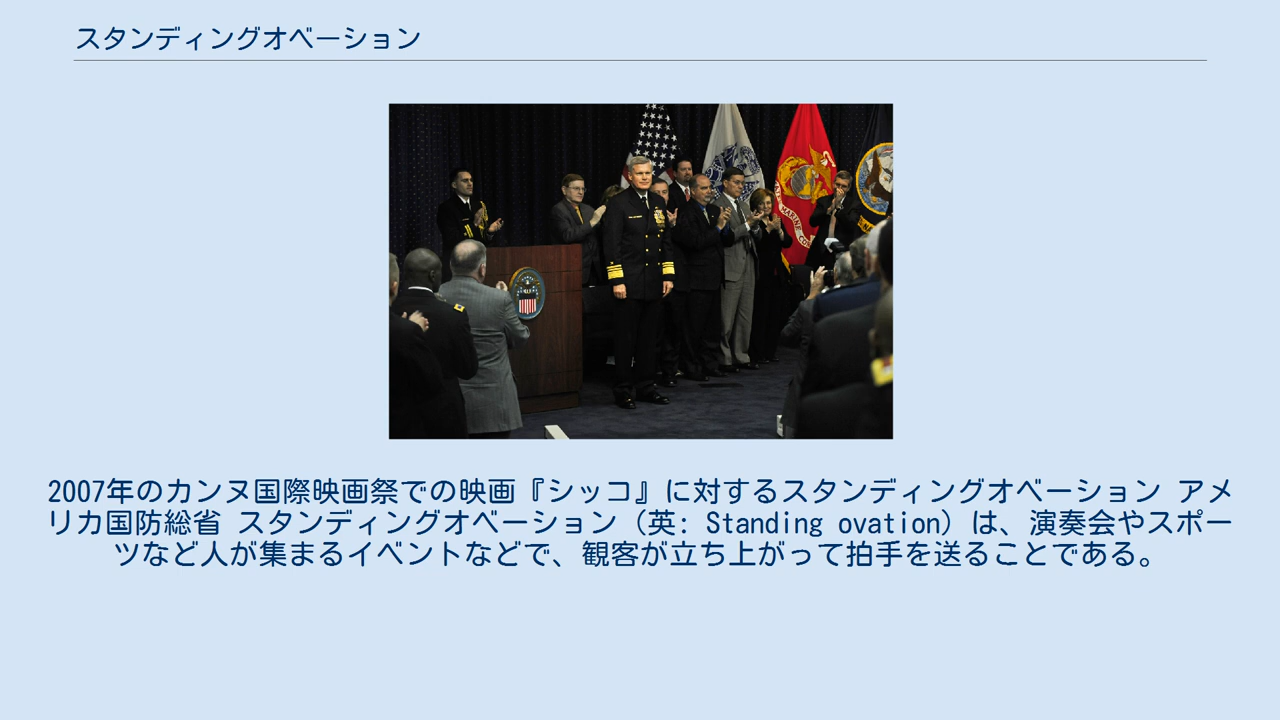 スタンディングオベーション
2007年のカンヌ国際映画祭での映画『シッコ』に対するスタンディングオベーション アメ
リカ国防総省 スタンディングオベーション（英: Standing ovation）は、演奏会やスポー
ツなど人が集まるイベントなどで、観客が立ち上がって拍手を送ることである。